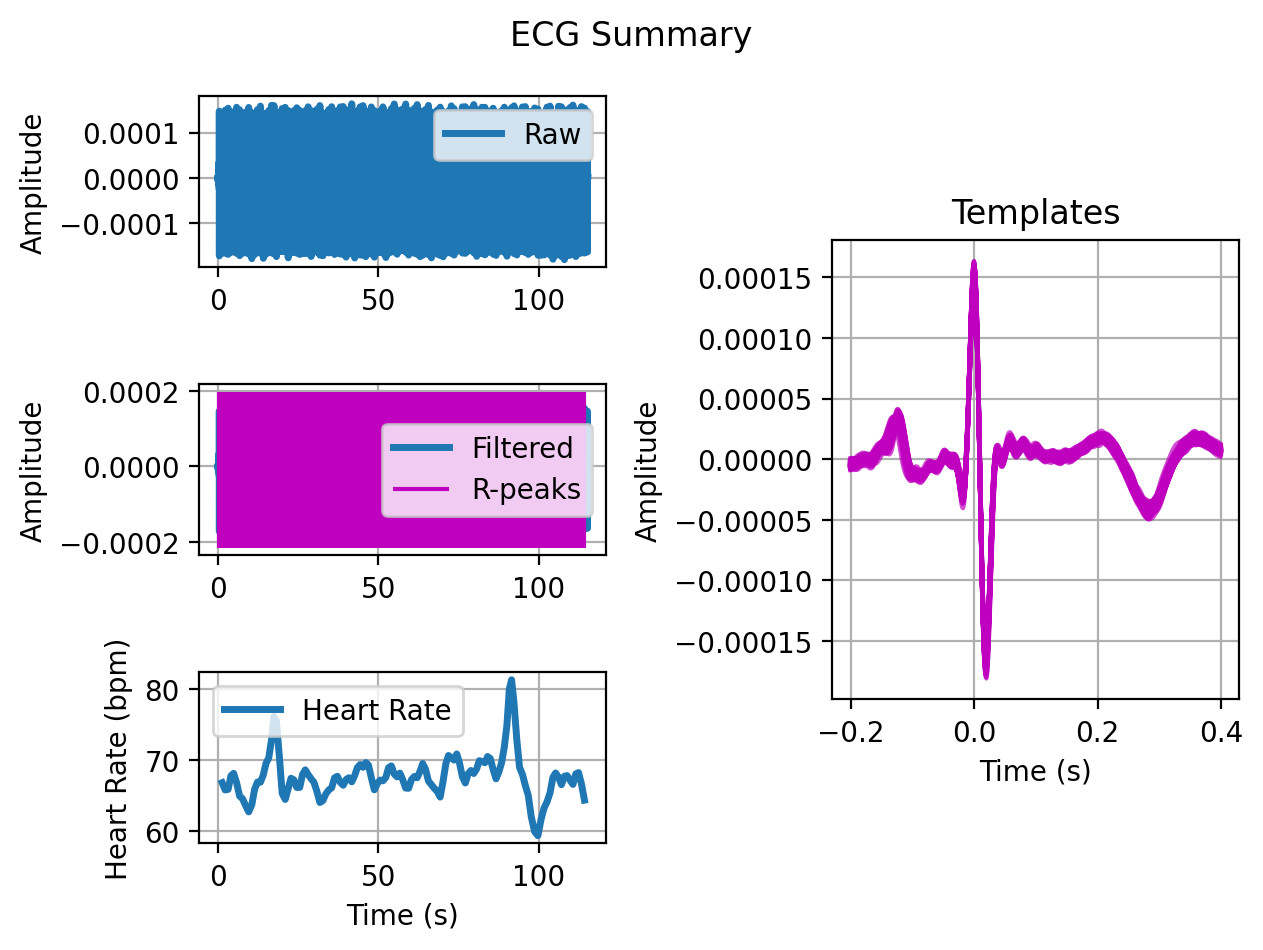 ECG Summary
Amplitude
0.0001
0.0000
−0.0001
Raw
0
50
100
Amplitude
0.0002
0.0000
−0.0002
Filtered
R-peaks
0
50
100
Heart Rate (bpm)
80
70
60
Heart Rate
0
50
100
Time (s)
Templates
Amplitude
0.00015
0.00010
0.00005
0.00000
−0.00005
−0.00010
−0.00015
−0.2
0.0
0.2
0.4
Time (s)